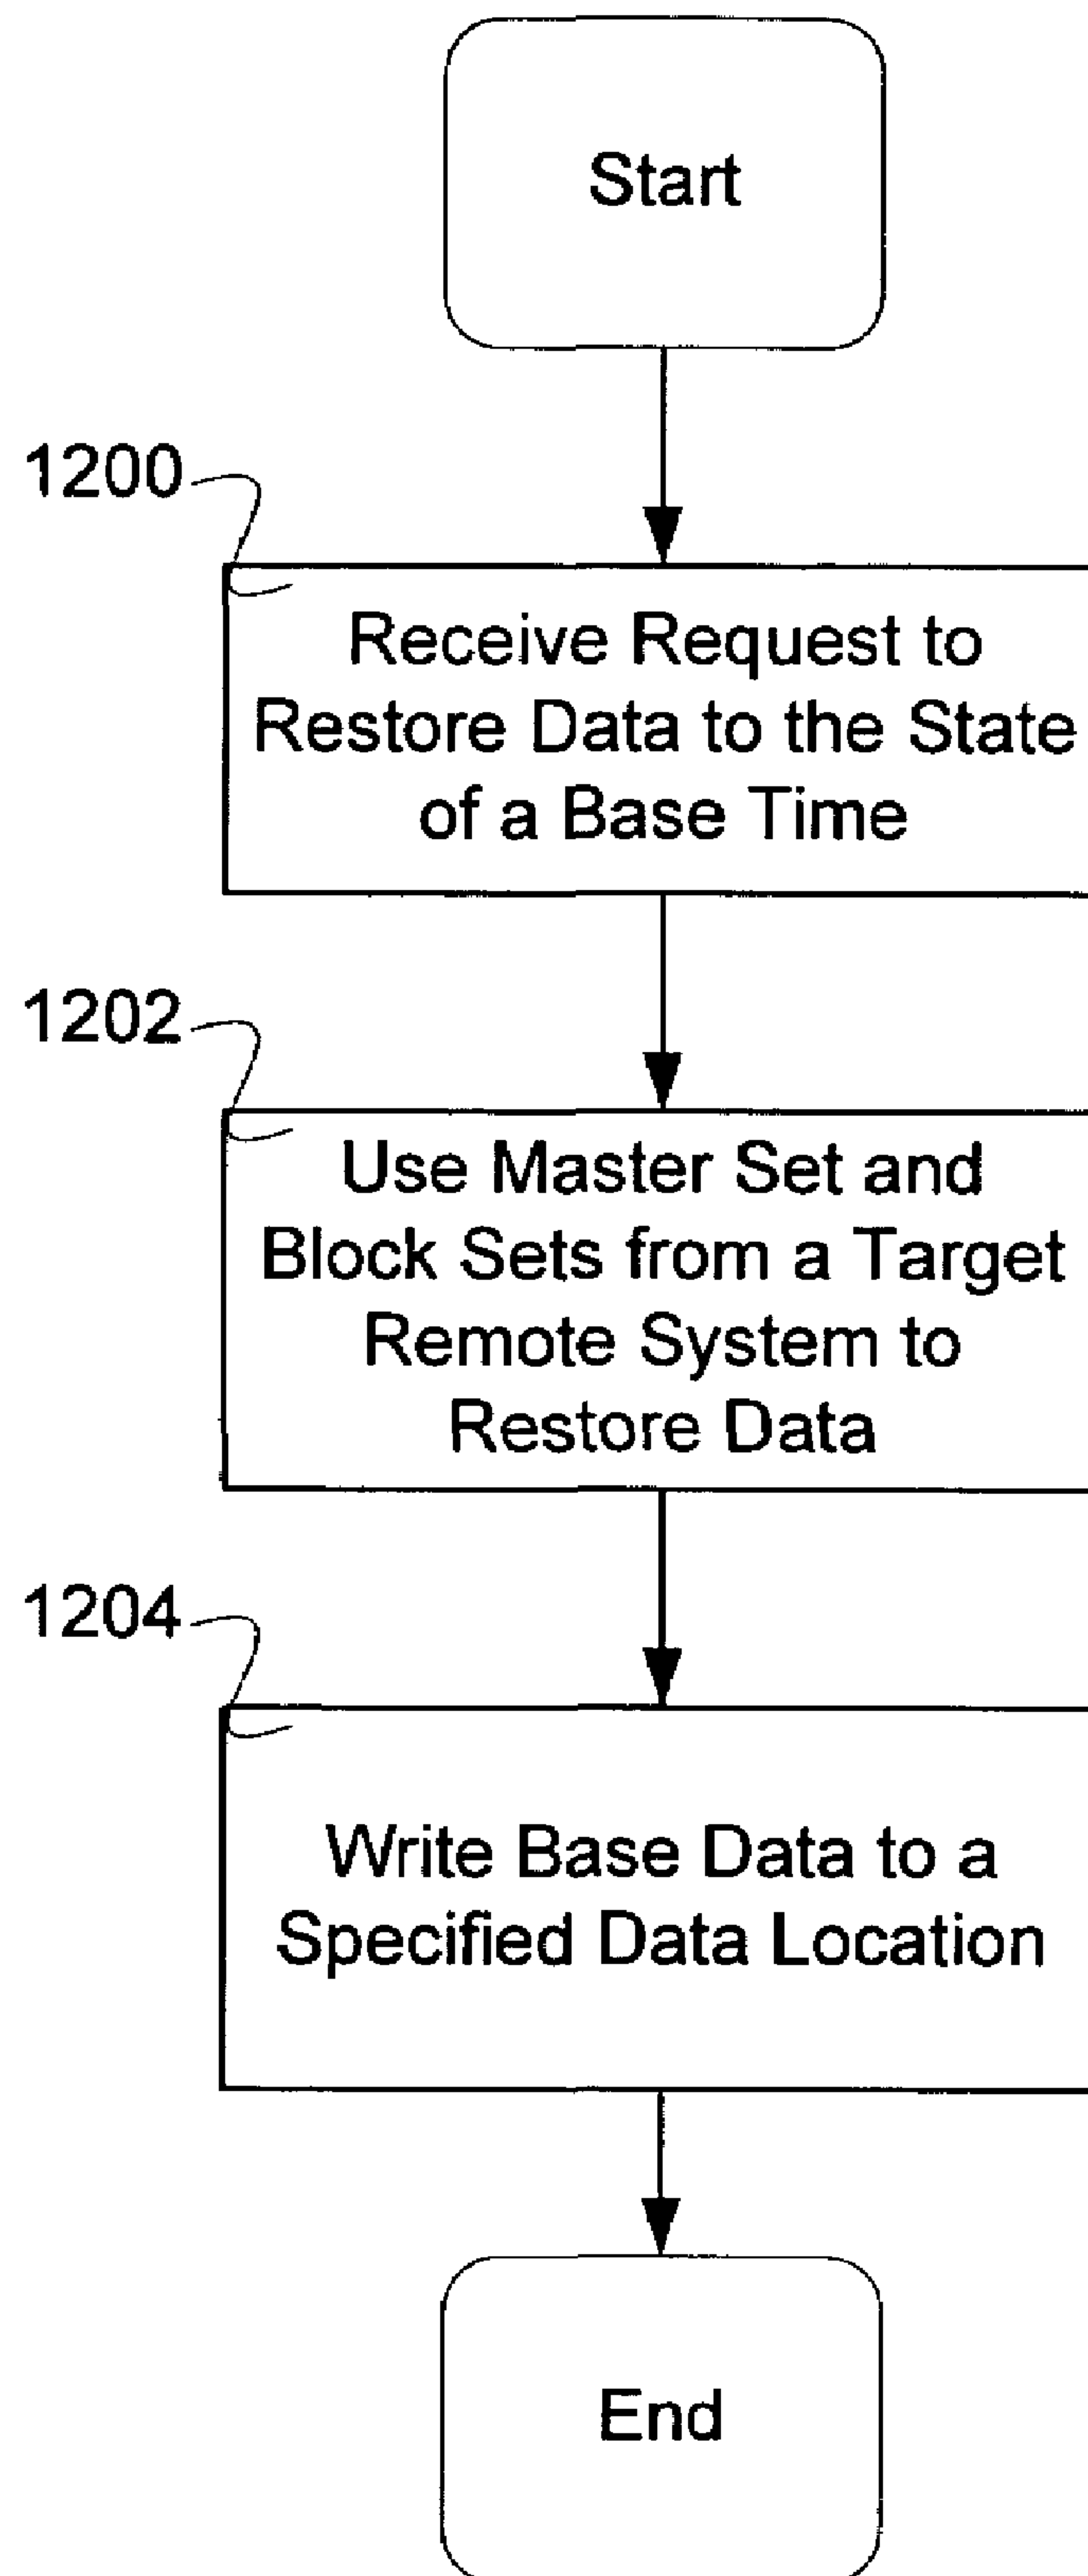 Start
1200
Receive Request to
Restore Data to the State
of a Base Time
1202
Use Master Set and
Block Sets from a Target
Remote System to
Restore Data
1204
Write Base Data to a
Specified Data Location
End